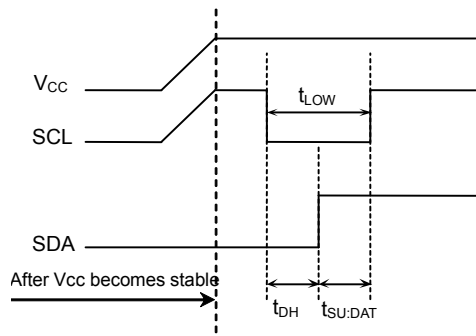 VCC
tLOW
SCL
SDA
After Vcc becomes stable
tDH
tSU:DAT